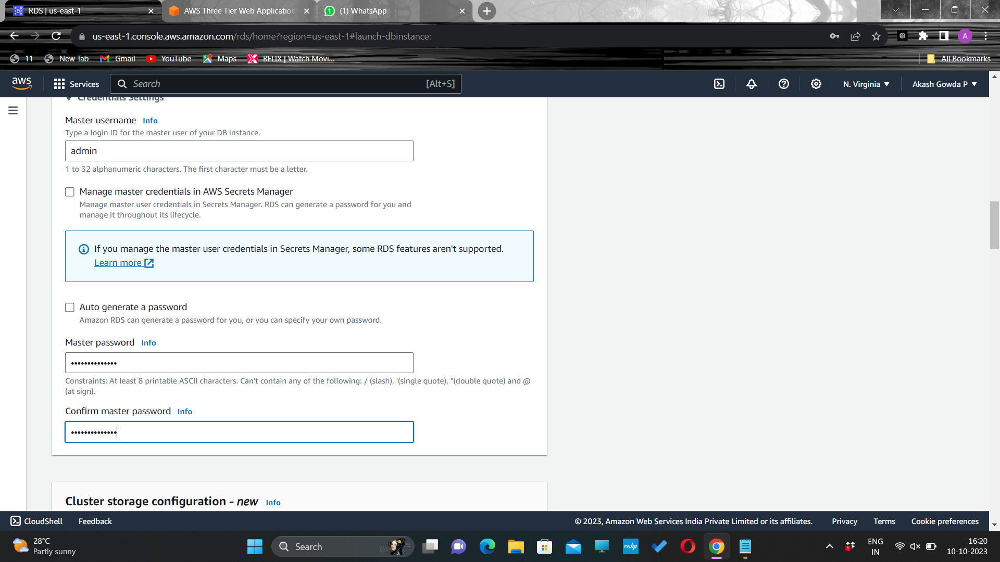 RDS | us-east-1
AWS Three Tier Web Application
(1) WhatsApp
us-east-1.console.aws.amazon.com/rds/home?region=us-east-1#launch-dbinstance:
A
11
New Tab
Gmail
YouTube
Maps
BFLIX | Watch Movi...
All Bookmarks
aws
Services
Search
[Alt+S]
N. Virginia
Akash Gowda P
Credentials Settings
Master username Info
Type a login ID for the master user of your DB instance.
admin
1 to 32 alphanumeric characters. The first character must be a letter.
Manage master credentials in AWS Secrets Manager
Manage master user credentials in Secrets Manager. RDS can generate a password for you and
manage it throughout its lifecycle.
If you manage the master user credentials in Secrets Manager, some RDS features aren't supported.
Learn more
Auto generate a password
Amazon RDS can generate a password for you, or you can specify your own password.
Master password Info
••••••••••••••
Constraints: At least 8 printable ASCII characters. Can't contain any of the following: / (slash), '(single quote), "(double quote) and @
(at sign).
Confirm master password Info
••••••••••••••
Cluster storage configuration - new Info
CloudShell
Feedback
© 2023, Amazon Web Services India Private Limited or its affiliates.
Privacy
Terms
Cookie preferences
28°C
Partly sunny
Search
myhp
1
ENG
IN
16:20
10-10-2023